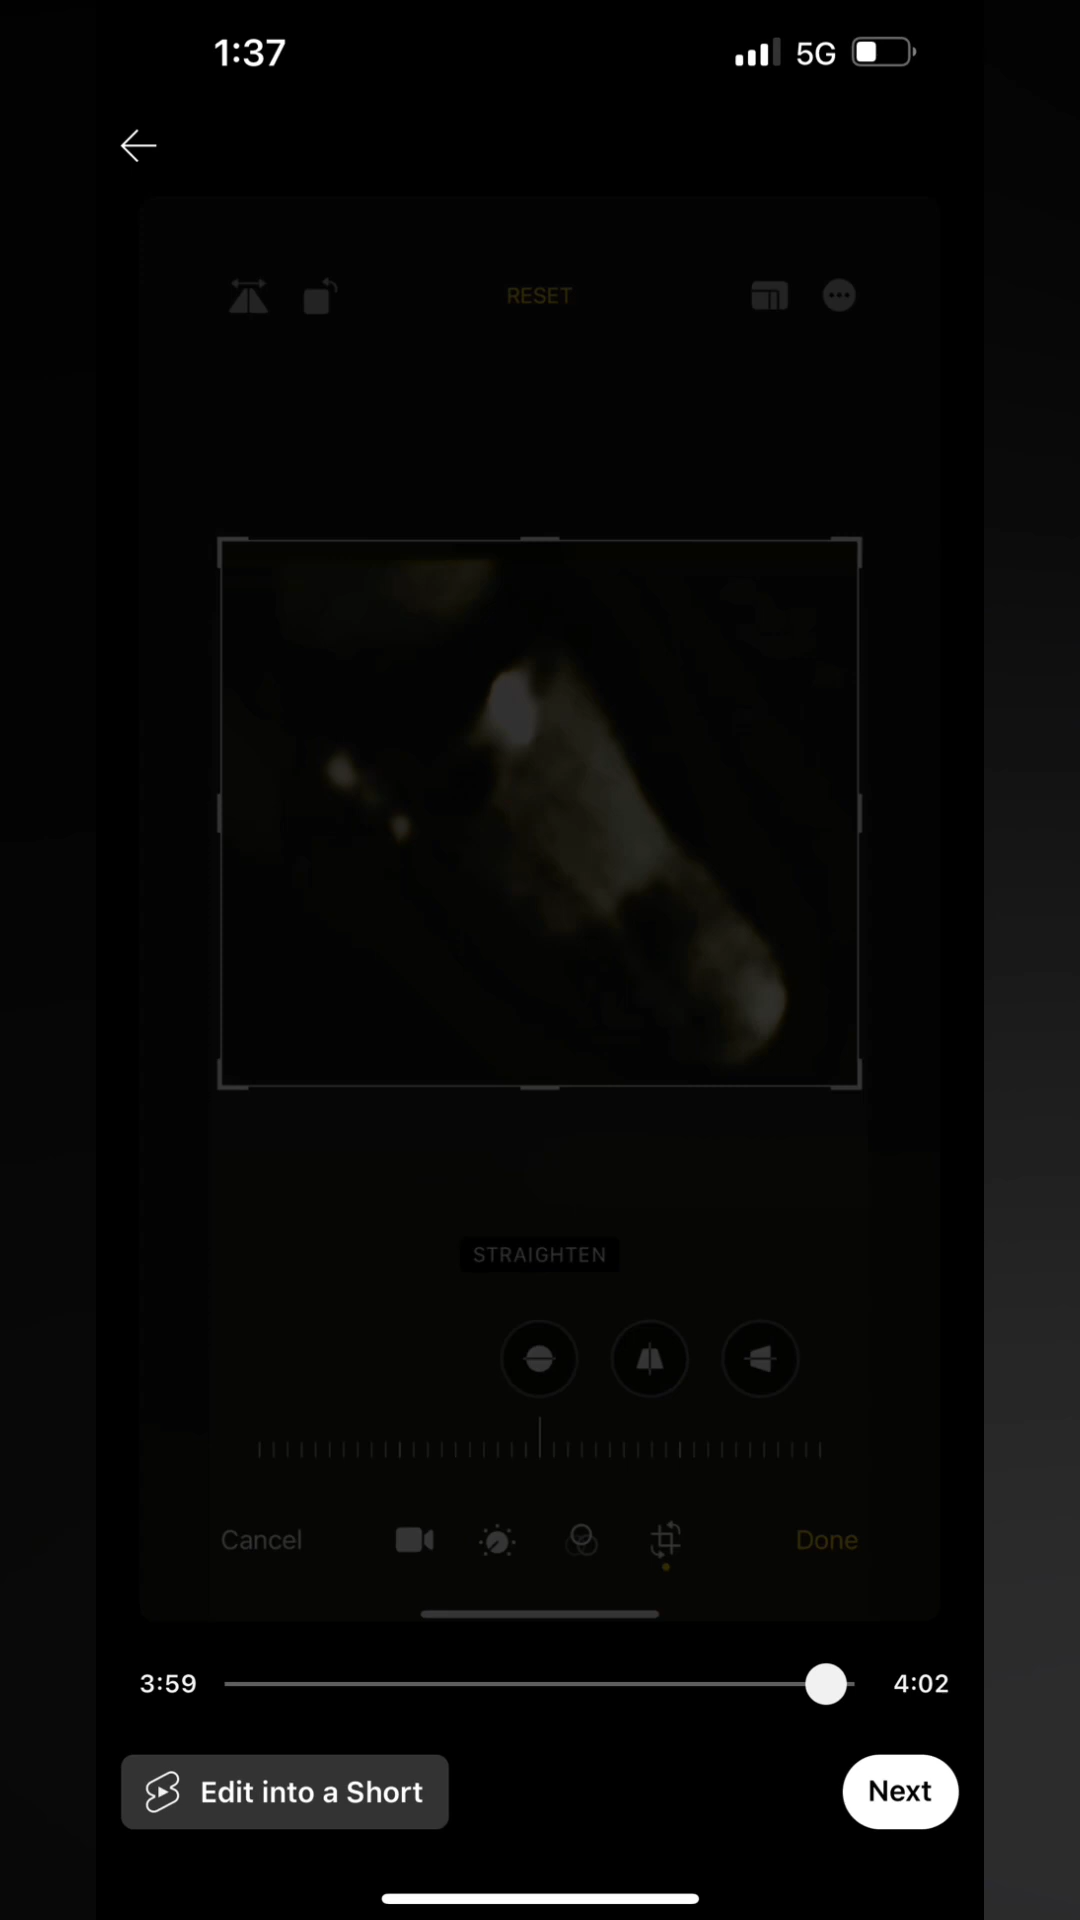 1:37
5G
RESET
STRAIGHTEN
Cancel
Done
3:59
4:02
Edit into a Short
Next